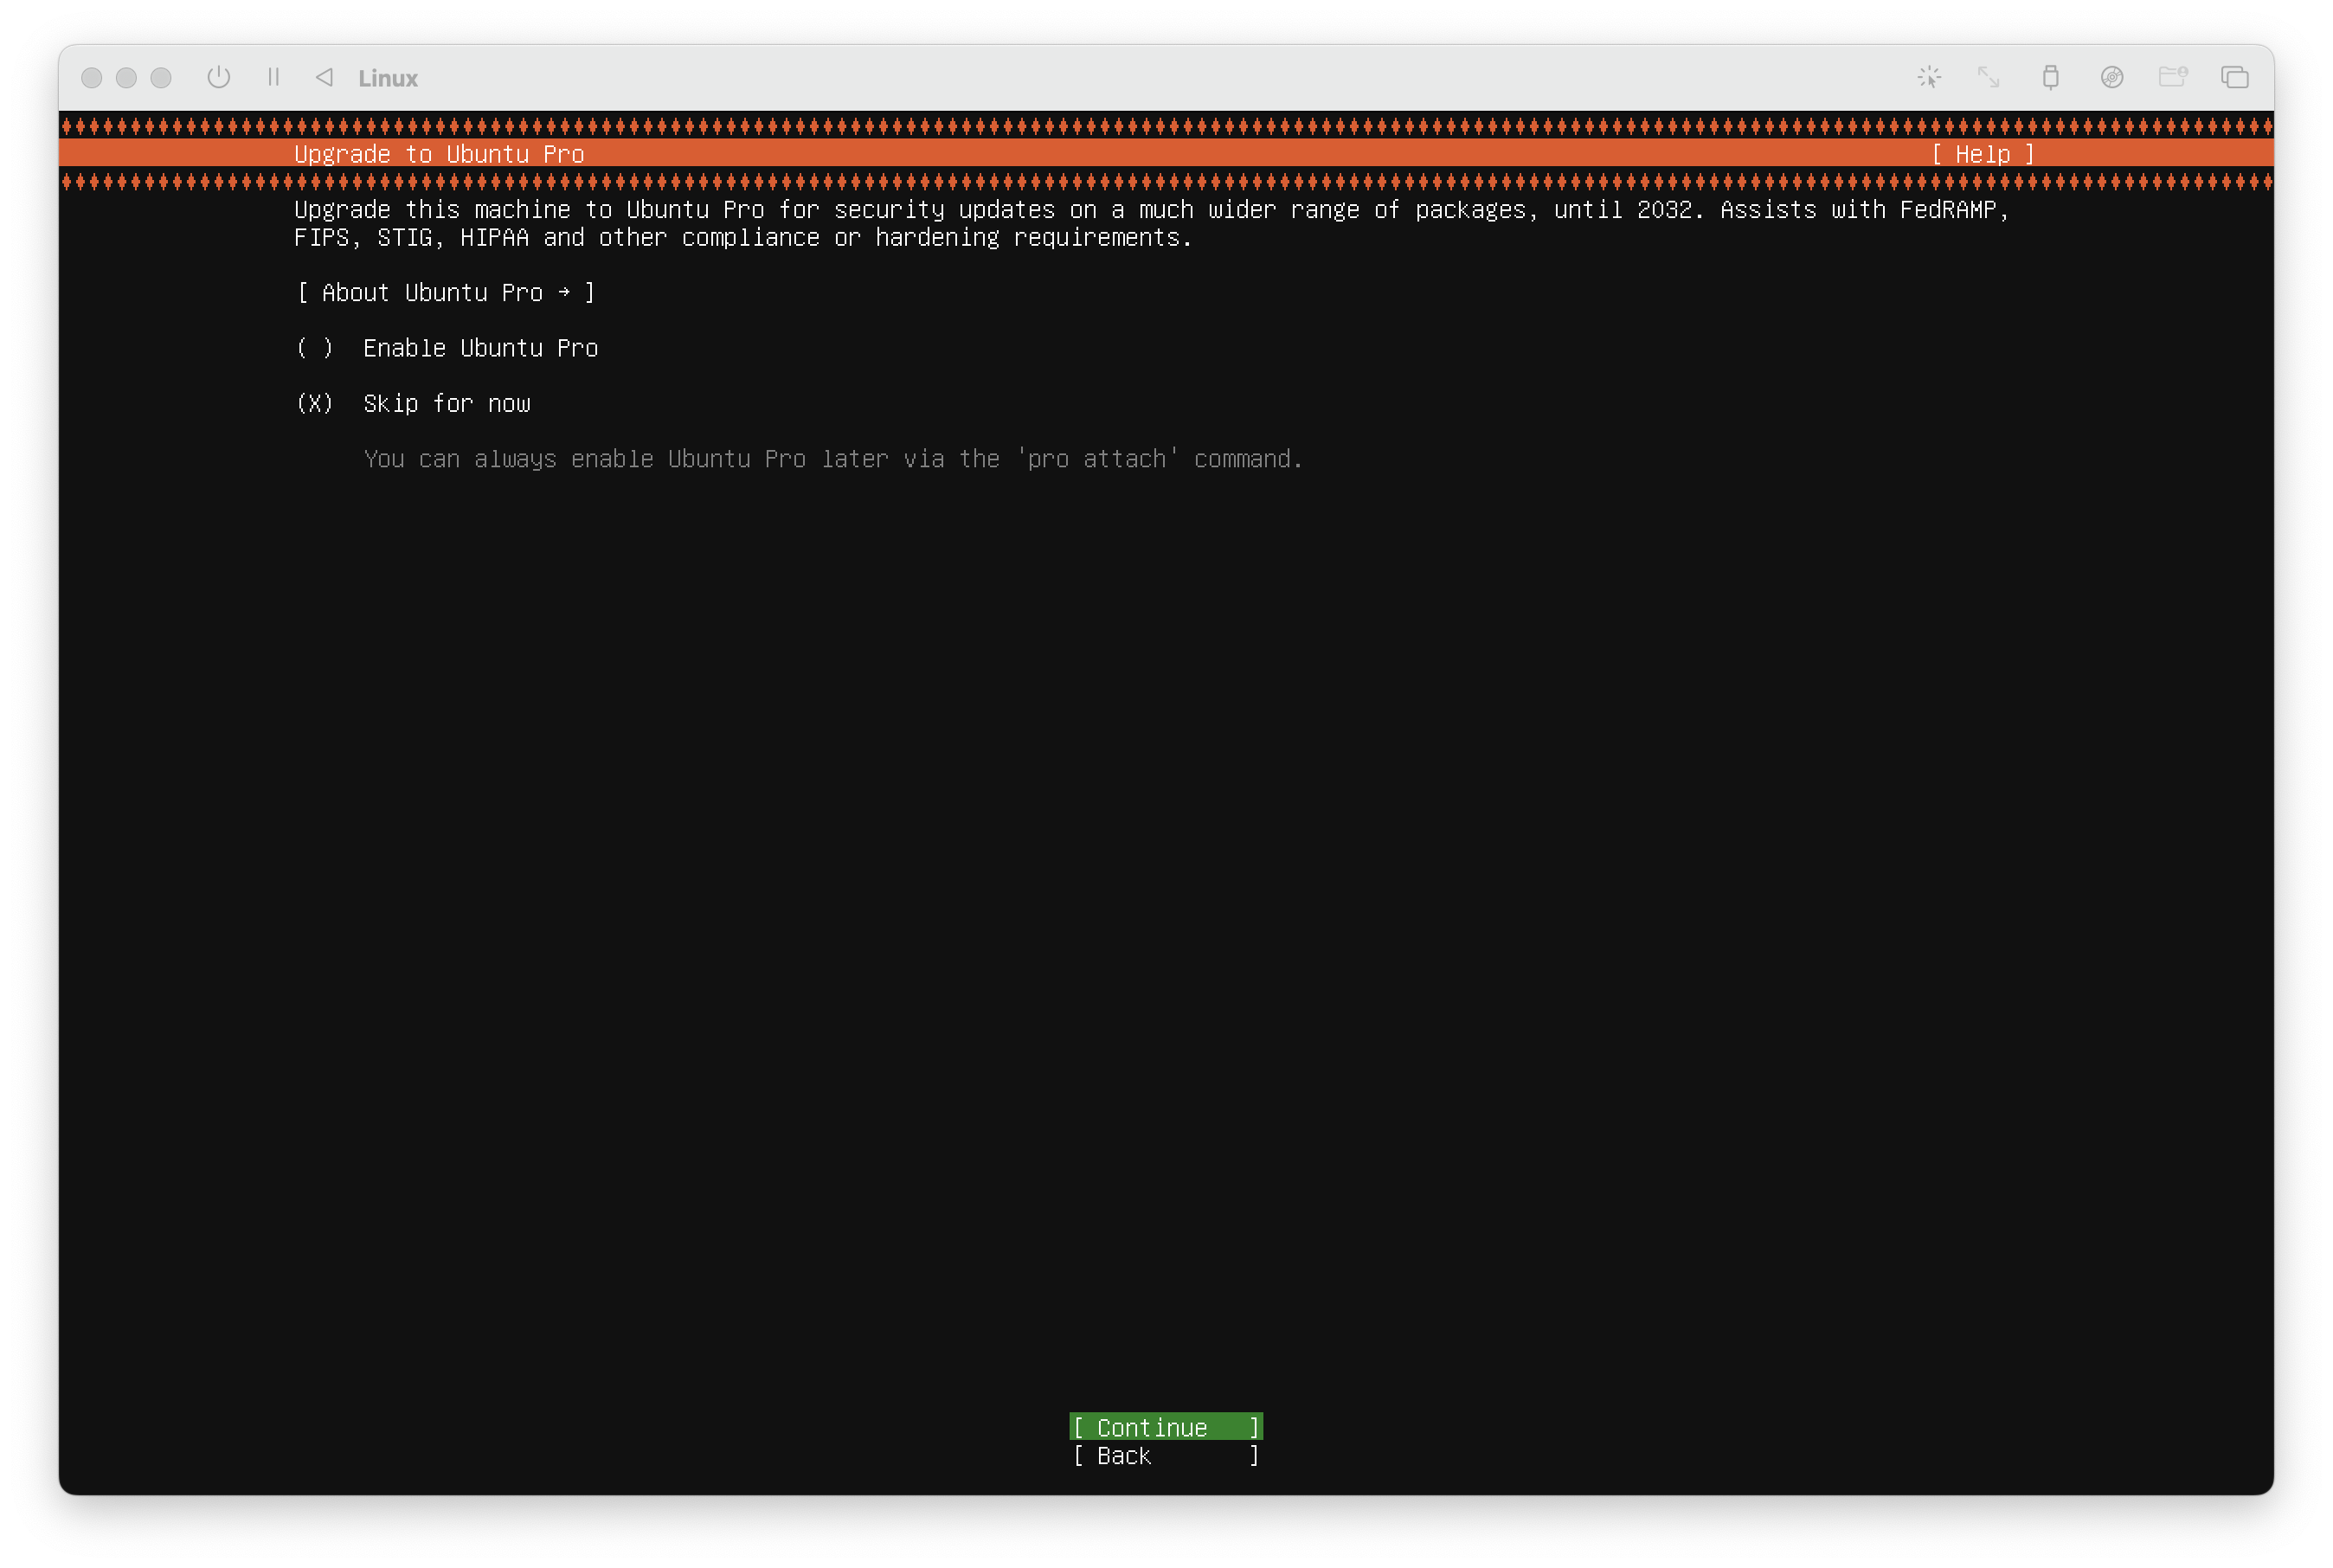 Linux
Upgrade to Ubuntu Pro [ Help ]
Upgrade this machine to Ubuntu Pro for security updates on a much wider range of packages, until 2032. Assists with FedRAMP,
FIPS, STIG, HIPAA and other compliance or hardening requirements.
[ About Ubuntu Pro → ]
( ) Enable Ubuntu Pro
(X) Skip for now
You can always enable Ubuntu Pro later via the 'pro attach' command.
[ Continue ]
[ Back ]